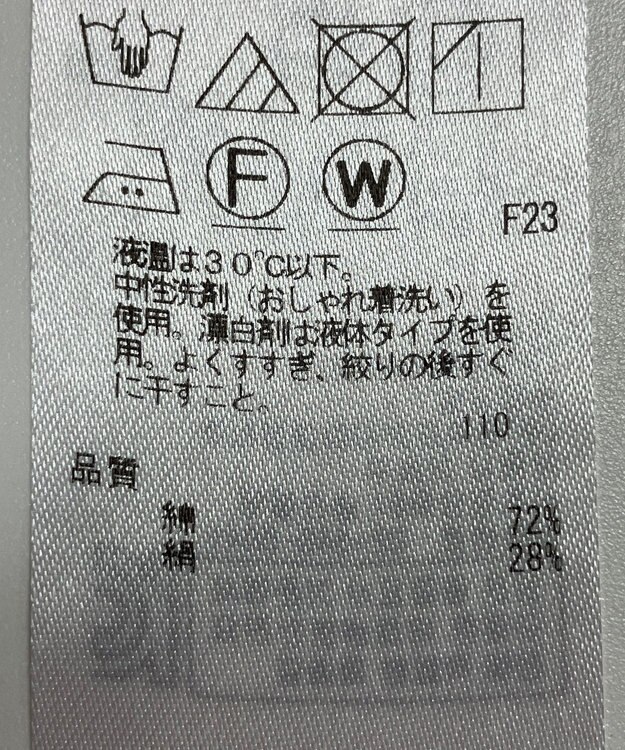 F
W
F23
液温は30℃以下。
中性洗剤（おしゃれ着洗い）を
使用。漂白剤は液体タイプを使
用。よくすすぎ、絞りの後すぐ
に干すこと。
110
品質
綿 72%
絹 28%